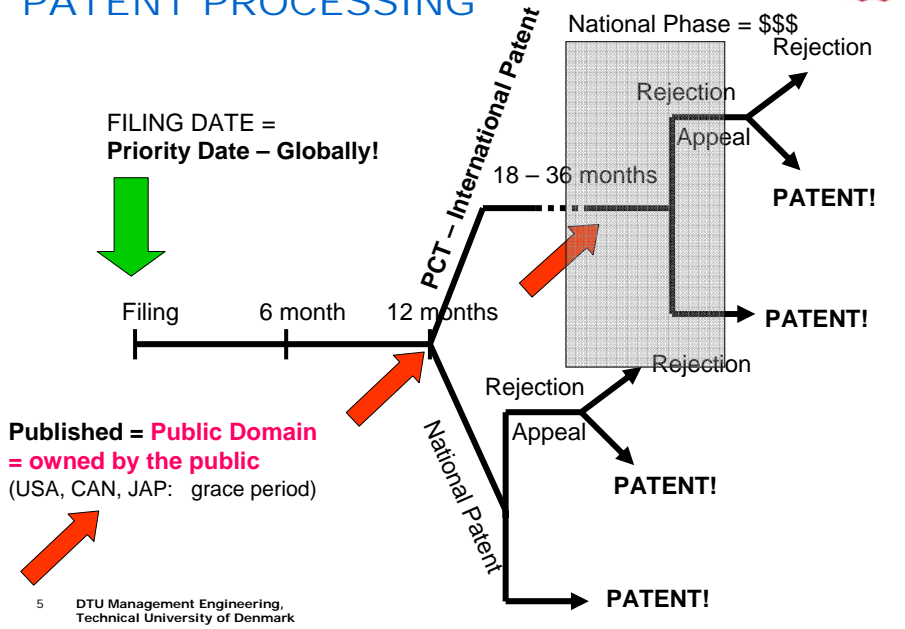 PATENT PROCESSING
National Phase = $$$
Rejection
Rejection
Appeal
PATENT!
FILING DATE =
Priority Date – Globally!
PCT – International Patent
18 – 36 months
PATENT!
Filing
6 month
12 months
Rejection
Rejection
Appeal
PATENT!
National Patent
PATENT!
Published = Public Domain
= owned by the public
(USA, CAN, JAP: grace period)
5
DTU Management Engineering,
Technical University of Denmark